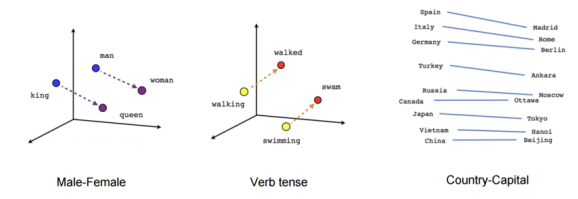 man
woman
king
queen
Male-Female
walked
swam
walking
swimming
Verb tense
Spain
Madrid
Italy
Rome
Germany
Berlin
Turkey
Ankara
Russia
Moscow
Canada
Ottawa
Japan
Tokyo
Vietnam
Hanoi
China
Beijing
Country-Capital